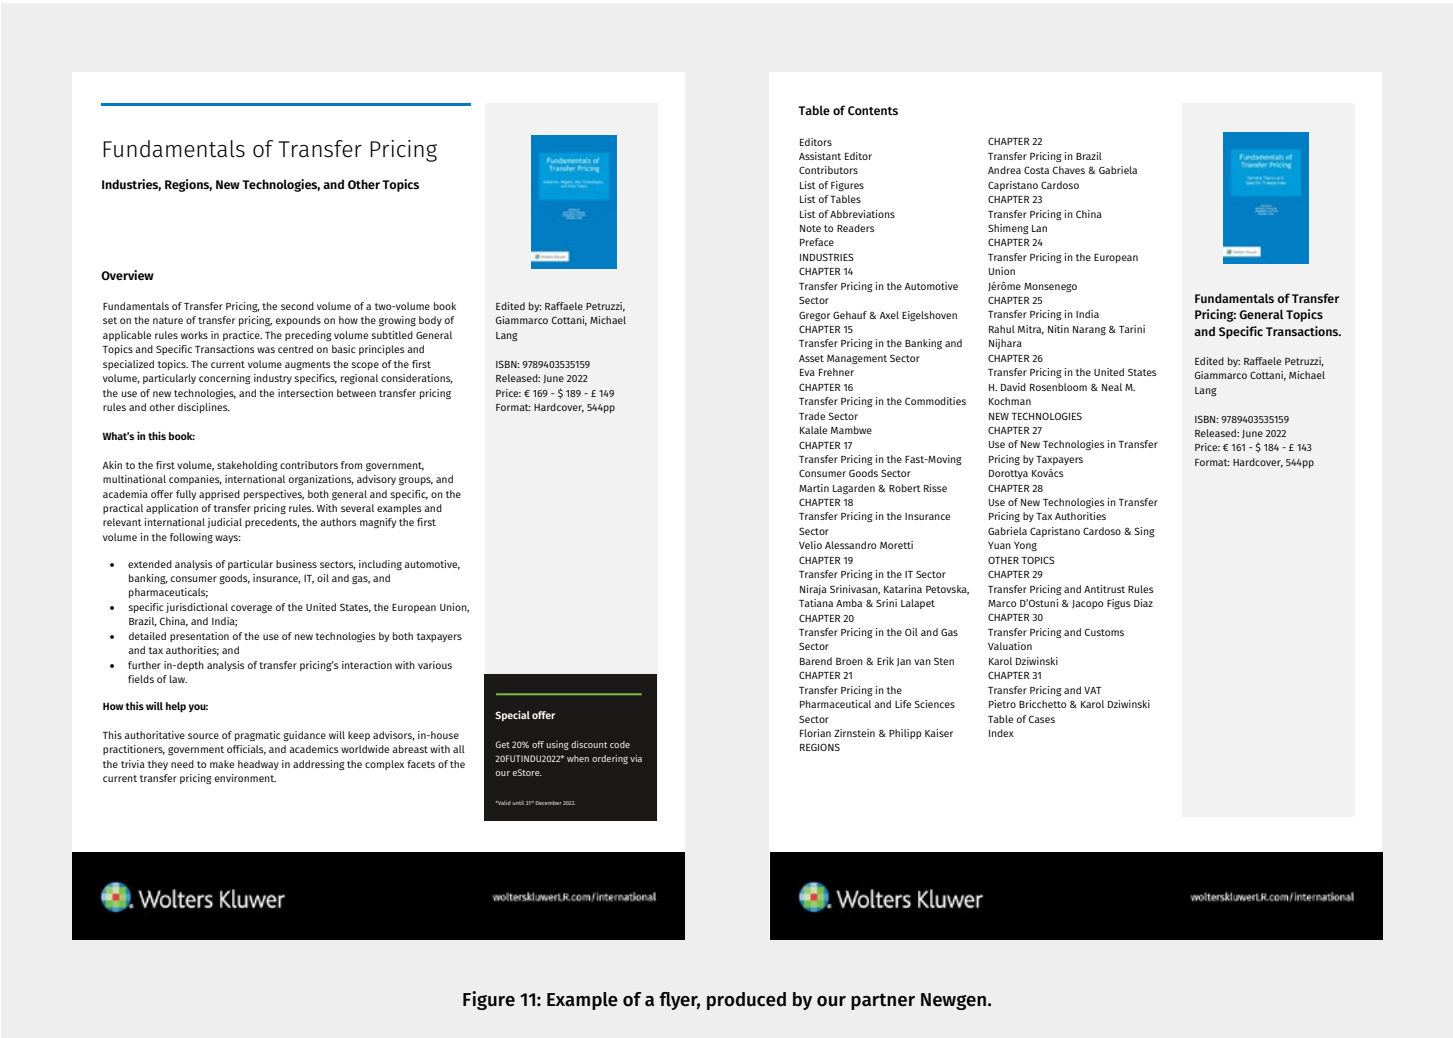 Fundamentals of Transfer Pricing
Industries, Regions, New Technologies, and Other Topics
Overview
Fundamentals of Transfer Pricing, the second volume of a two-volume book
set on the nature of transfer pricing, expounds on how the growing body of
applicable rules works in practice. The preceding volume subtitled General
Topics and Specific Transactions was centred on basic principles and
specialized topics. The current volume augments the scope of the first
volume, particularly concerning industry specifics, regional considerations,
the use of new technologies, and the intersection between transfer pricing
rules and other disciplines.
What's in this book:
Akin to the first volume, stakeholding contributors from government,
multinational companies, international organizations, advisory groups, and
academia offer fully apprised perspectives, both general and specific, on the
practical application of transfer pricing rules. With several examples and
relevant international judicial precedents, the authors magnify the first
volume in the following ways:
• extended analysis of particular business sectors, including automotive,
banking, consumer goods, insurance, IT, oil and gas, and
pharmaceuticals;
• specific jurisdictional coverage of the United States, the European Union,
Brazil, China, and India;
• detailed presentation of the use of new technologies by both taxpayers
and tax authorities; and
• further in-depth analysis of transfer pricing's interaction with various
fields of law.
How this will help you:
This authoritative source of pragmatic guidance will keep advisors, in-house
practitioners, government officials, and academics worldwide abreast with all
the trivia they need to make headway in addressing the complex facets of the
current transfer pricing environment.
Fundamentals of
Transfer Pricing
Industries, Regions, New Technologies,
and Other Topics
Wolters Kluwer
Edited by: Raffaele Petruzzi,
Giammarco Cottani, Michael
Lang
ISBN: 9789403535159
Released: June 2022
Price: € 169 - $ 189 - £ 149
Format: Hardcover, 544pp
Special offer
Get 20% off using discount code
20FUTINDU2022* when ordering via
our eStore.
*Valid until 31st December 2022.
Wolters Kluwer
wolterskluwerLR.com/international
Table of Contents
Editors
Assistant Editor
Contributors
List of Figures
List of Tables
List of Abbreviations
Note to Readers
Preface
INDUSTRIES
CHAPTER 14
Transfer Pricing in the Automotive
Sector
Gregor Gehauf & Axel Eigelshoven
CHAPTER 15
Transfer Pricing in the Banking and
Asset Management Sector
Eva Frehner
CHAPTER 16
Transfer Pricing in the Commodities
Trade Sector
Kalale Mambwe
CHAPTER 17
Transfer Pricing in the Fast-Moving
Consumer Goods Sector
Martin Lagarden & Robert Risse
CHAPTER 18
Transfer Pricing in the Insurance
Sector
Velio Alessandro Moretti
CHAPTER 19
Transfer Pricing in the IT Sector
Niraja Srinivasan, Katarina Petovska,
Tatiana Amba & Srini Lalapet
CHAPTER 20
Transfer Pricing in the Oil and Gas
Sector
Barend Broen & Erik Jan van Sten
CHAPTER 21
Transfer Pricing in the
Pharmaceutical and Life Sciences
Sector
Florian Zirnstein & Philipp Kaiser
REGIONS
CHAPTER 22
Transfer Pricing in Brazil
Andrea Costa Chaves & Gabriela
Capristano Cardoso
CHAPTER 23
Transfer Pricing in China
Shimeng Lan
CHAPTER 24
Transfer Pricing in the European
Union
Jérôme Monsenego
CHAPTER 25
Transfer Pricing in India
Rahul Mitra, Nitin Narang & Tarini
Nijhara
CHAPTER 26
Transfer Pricing in the United States
H. David Rosenbloom & Neal M.
Kochman
NEW TECHNOLOGIES
CHAPTER 27
Use of New Technologies in Transfer
Pricing by Taxpayers
Dorottya Kovács
CHAPTER 28
Use of New Technologies in Transfer
Pricing by Tax Authorities
Gabriela Capristano Cardoso & Sing
Yuan Yong
OTHER TOPICS
CHAPTER 29
Transfer Pricing and Antitrust Rules
Marco D'Ostuni & Jacopo Figus Diaz
CHAPTER 30
Transfer Pricing and Customs
Valuation
Karol Dziwinski
CHAPTER 31
Transfer Pricing and VAT
Pietro Bricchetto & Karol Dziwinski
Table of Cases
Index
Fundamentals of
Transfer Pricing
General Topics and
Specific Transactions
Wolters Kluwer
Fundamentals of Transfer
Pricing: General Topics
and Specific Transactions.
Edited by: Raffaele Petruzzi,
Giammarco Cottani, Michael
Lang
ISBN: 9789403535159
Released: June 2022
Price: € 161 - $ 184 - £ 143
Format: Hardcover, 544pp
Wolters Kluwer
wolterskluwerLR.com/international
Figure 11: Example of a flyer, produced by our partner Newgen.